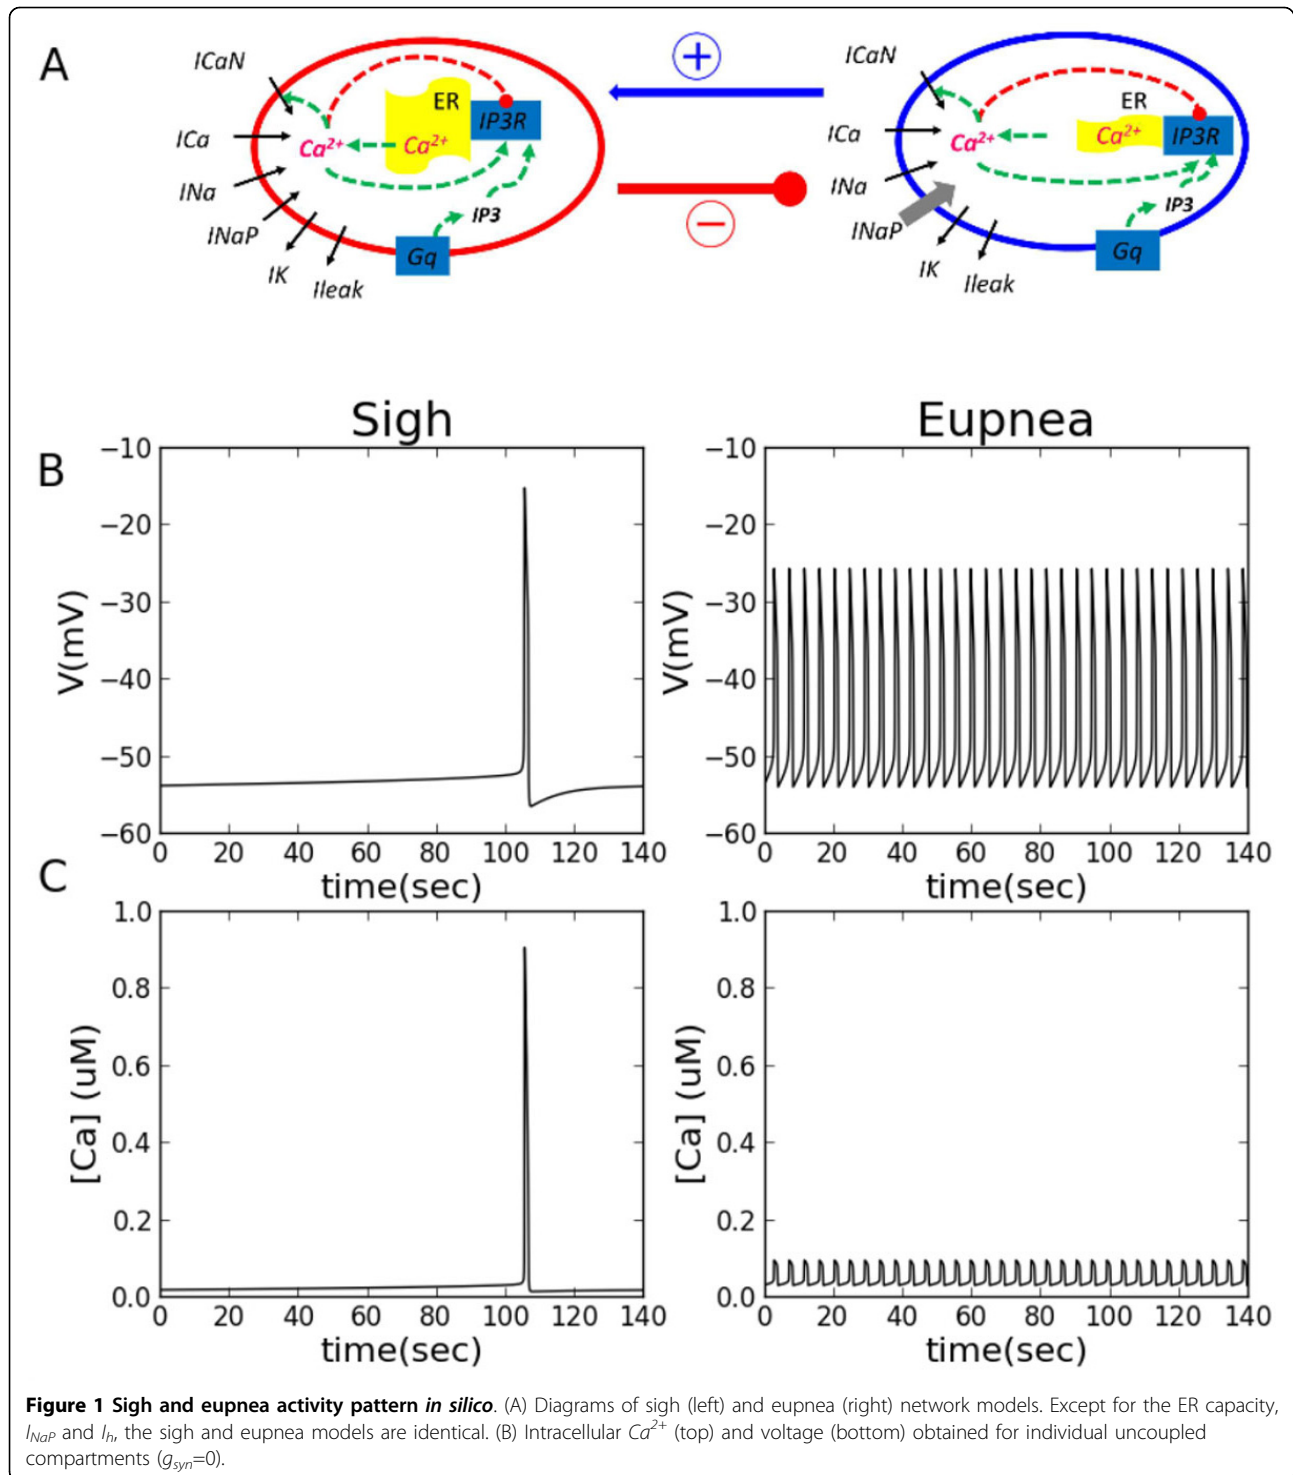 A
ICaN
ICa
INa
INaP
IK
Ileak
Ca2+
ER
Ca2+
IP3R
IP3
Gq
+
−
ICaN
ICa
INa
INaP
IK
Ileak
Ca2+
ER
Ca2+
IP3R
IP3
Gq
B
Sigh
Eupnea
V(mV)
−10
−20
−30
−40
−50
−60
0 20 40 60 80 100 120 140
time(sec)
V(mV)
−10
−20
−30
−40
−50
−60
0 20 40 60 80 100 120 140
time(sec)
C
[Ca] (uM)
1.0
0.8
0.6
0.4
0.2
0.0
0 20 40 60 80 100 120 140
time(sec)
[Ca] (uM)
1.0
0.8
0.6
0.4
0.2
0.0
0 20 40 60 80 100 120 140
time(sec)
Figure 1 Sigh and eupnea activity pattern in silico. (A) Diagrams of sigh (left) and eupnea (right) network models. Except for the ER capacity,
INaP and Ih, the sigh and eupnea models are identical. (B) Intracellular Ca2+ (top) and voltage (bottom) obtained for individual uncoupled
compartments (gsyn=0).